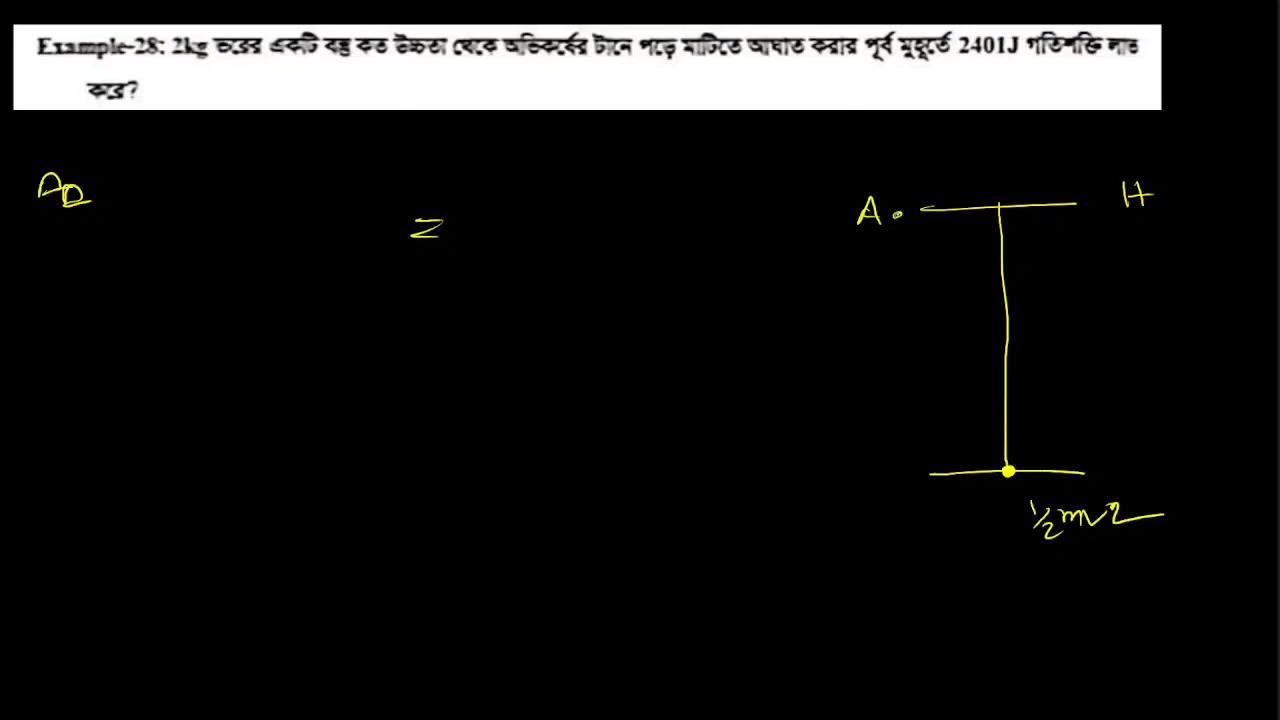 Example-28: 2kg ভরের একটি বস্তু কত উচ্চতা থেকে অভিকর্ষের টানে পড়ে মাটিতে আঘাত করার পূর্ব মুহূর্তে 2401J গতিশক্তি লাভ
করে?
H
A
1/2mv2